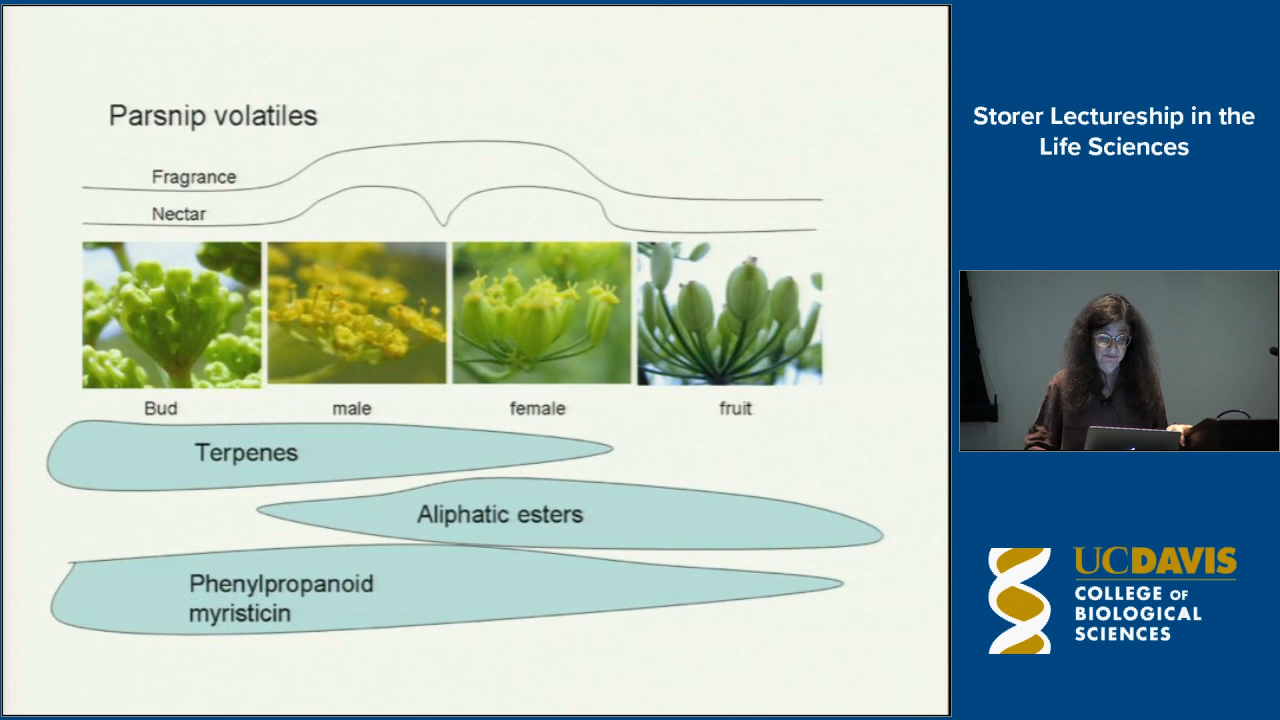 Parsnip volatiles
Fragrance
Nectar
Bud
male
female
fruit
Terpenes
Aliphatic esters
Phenylpropanoid
myristicin
Storer Lectureship in the
Life Sciences
UCDAVIS
COLLEGE OF
BIOLOGICAL
SCIENCES